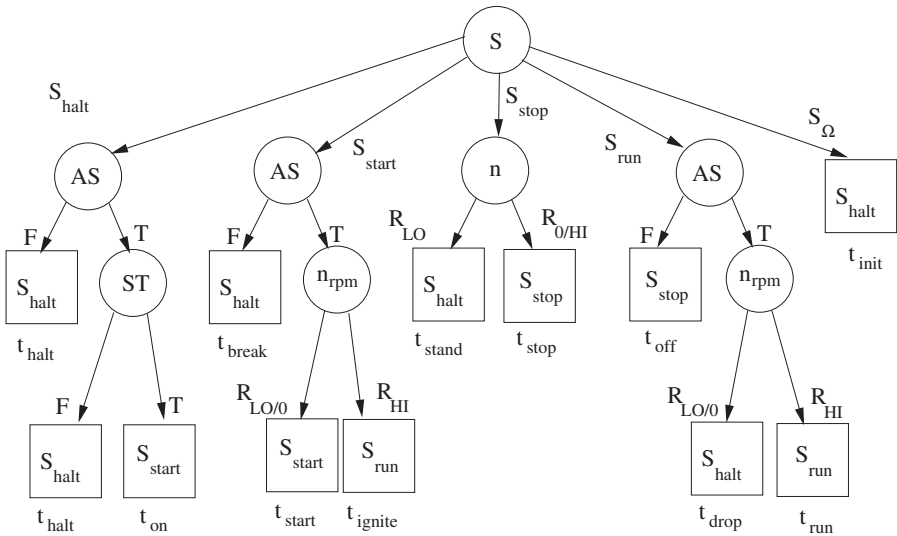 S
S_halt
S_start
S_stop
S_run
S_Ω
AS
AS
n
AS
S_halt
t_init
F
T
F
T
R_LO
R_0/HI
F
T
S_halt
t_halt
ST
S_halt
t_break
n_rpm
S_halt
t_stand
S_stop
t_stop
S_stop
t_off
n_rpm
F
T
R_LO/0
R_HI
R_LO/0
R_HI
S_halt
S_start
S_start
S_run
S_halt
S_run
t_halt
t_on
t_start
t_ignite
t_drop
t_run